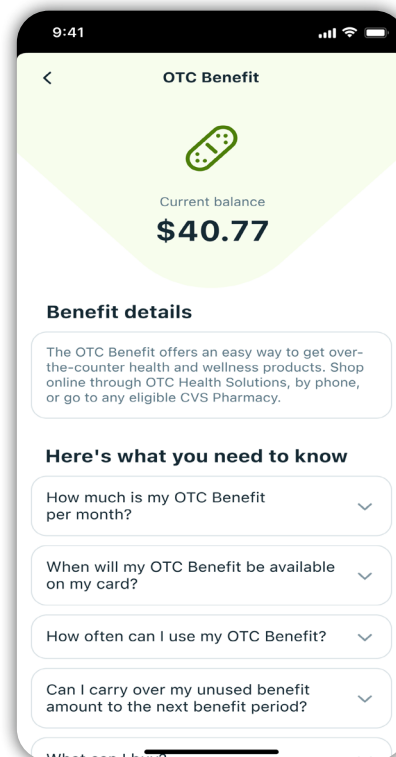 9:41
OTC Benefit
Current balance
$40.77
Benefit details
The OTC Benefit offers an easy way to get over-
the-counter health and wellness products. Shop
online through OTC Health Solutions, by phone,
or go to any eligible CVS Pharmacy.
Here's what you need to know
How much is my OTC Benefit
per month?
When will my OTC Benefit be available
on my card?
How often can I use my OTC Benefit?
Can I carry over my unused benefit
amount to the next benefit period?
What can I buy?